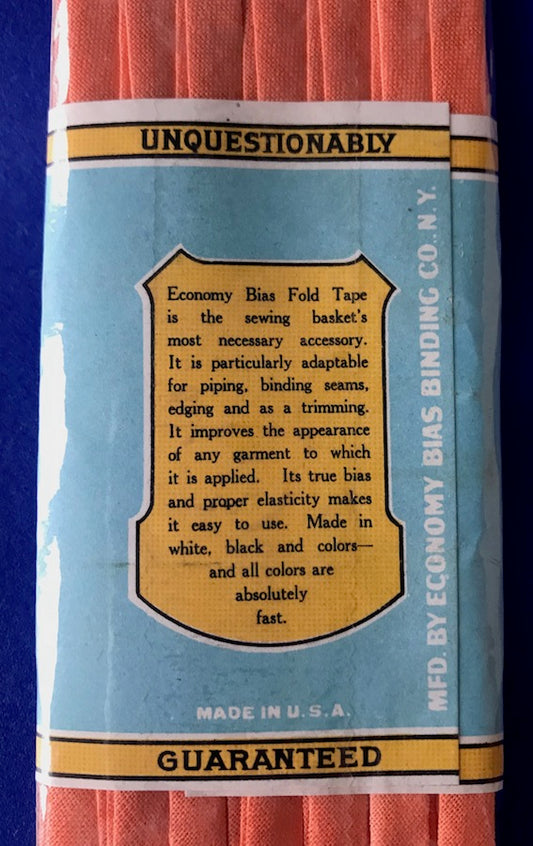 UNQUESTIONABLY
Economy Bias Fold Tape
is the sewing basket's
most necessary accessory.
It is particularly adaptable
for piping, binding seams,
edging and as a trimming.
It improves the appearance
of any garment to which
it is applied. Its true bias
and proper elasticity makes
it easy to use. Made in
white, black and colors—
and all colors are
absolutely
fast.
MADE IN U.S.A.
GUARANTEED
MFD. BY ECONOMY BIAS BINDING CO., N.Y.